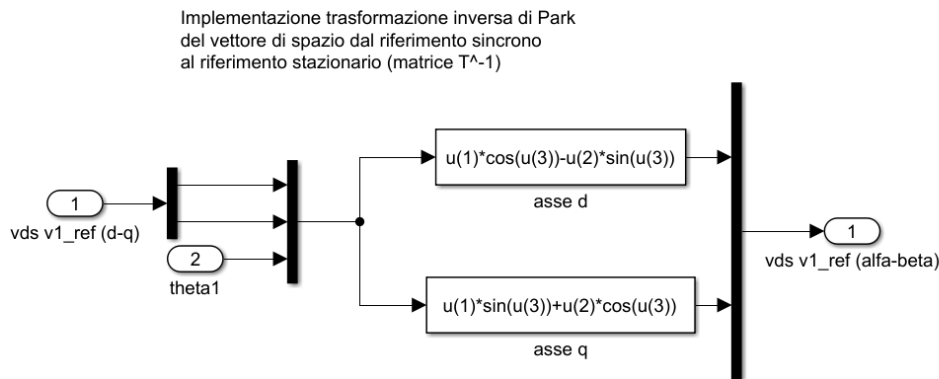 Implementazione trasformazione inversa di Park
del vettore di spazio dal riferimento sincrono
al riferimento stazionario (matrice T^-1)
u(1)*cos(u(3))-u(2)*sin(u(3))
asse d
1
vds v1_ref (d-q)
2
theta1
1
vds v1_ref (alfa-beta)
u(1)*sin(u(3))+u(2)*cos(u(3))
asse q